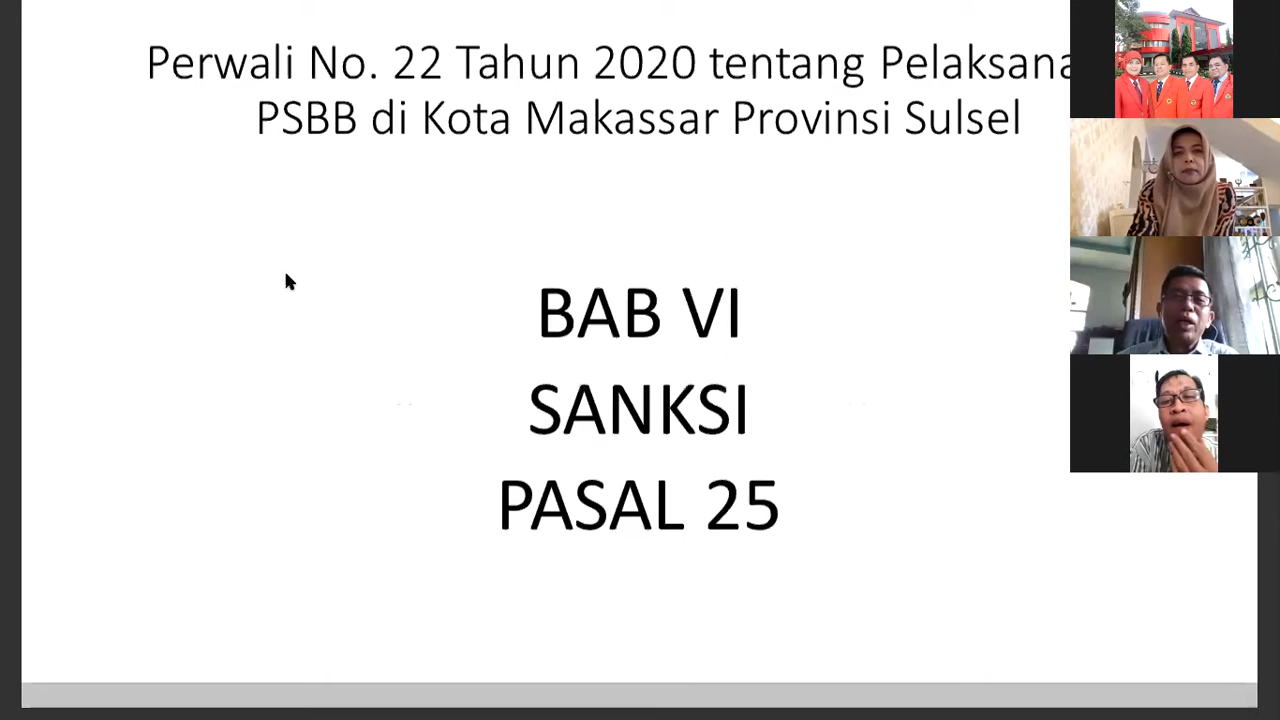 Perwali No. 22 Tahun 2020 tentang Pelaksana
PSBB di Kota Makassar Provinsi Sulsel
BAB VI
SANKSI
PASAL 25